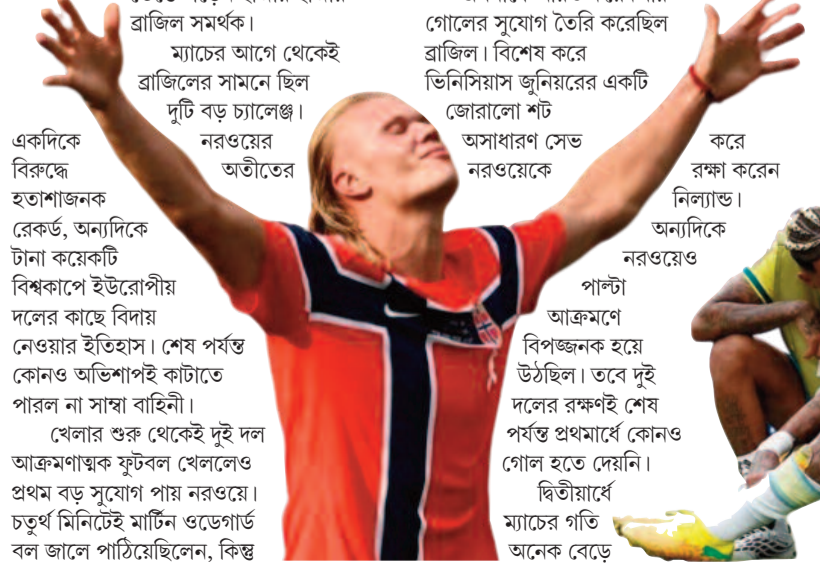 ব্রাজিল সমর্থক।
ম্যাচের আগে থেকেই
ব্রাজিলের সামনে ছিল
দুটি বড় চ্যালেঞ্জ।
একদিকে নরওয়ের
বিরুদ্ধে অতীতের
হতাশাজনক
রেকর্ড, অন্যদিকে
টানা কয়েকটি
বিশ্বকাপে ইউরোপীয়
দলের কাছে বিদায়
নেওয়ার ইতিহাস। শেষ পর্যন্ত
কোনও অভিশাপই কাটাতে
পারল না সাম্বা বাহিনী।
খেলার শুরু থেকেই দুই দল
আক্রমণাত্মক ফুটবল খেললেও
প্রথম বড় সুযোগ পায় নরওয়ে।
চতুর্থ মিনিটেই মার্টিন ওডেগার্ড
বল জালে পাঠিয়েছিলেন, কিন্তু
গোলের সুযোগ তৈরি করেছিল
ব্রাজিল। বিশেষ করে
ভিনিসিয়াস জুনিয়রের একটি
জোরালো শট
অসাধারণ সেভ করে
নরওয়েকে রক্ষা করেন
নিল্যান্ড।
অন্যদিকে
নরওয়েও
পাল্টা
আক্রমণে
বিপজ্জনক হয়ে
উঠছিল। তবে দুই
দলের রক্ষণই শেষ
পর্যন্ত প্রথমার্ধে কোনও
গোল হতে দেয়নি।
দ্বিতীয়ার্ধে
ম্যাচের গতি
অনেক বেড়ে